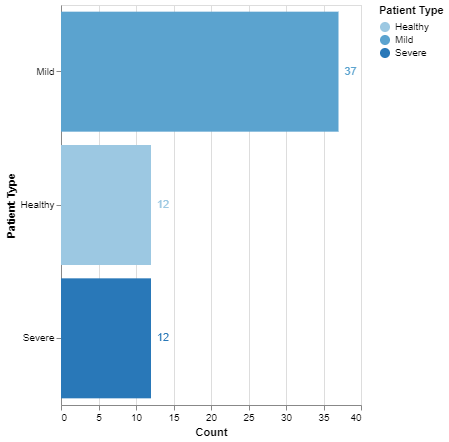 Patient Type
Healthy
Mild
Severe
Mild
37
Patient Type
Healthy
12
Severe
12
0 5 10 15 20 25 30 35 40
Count